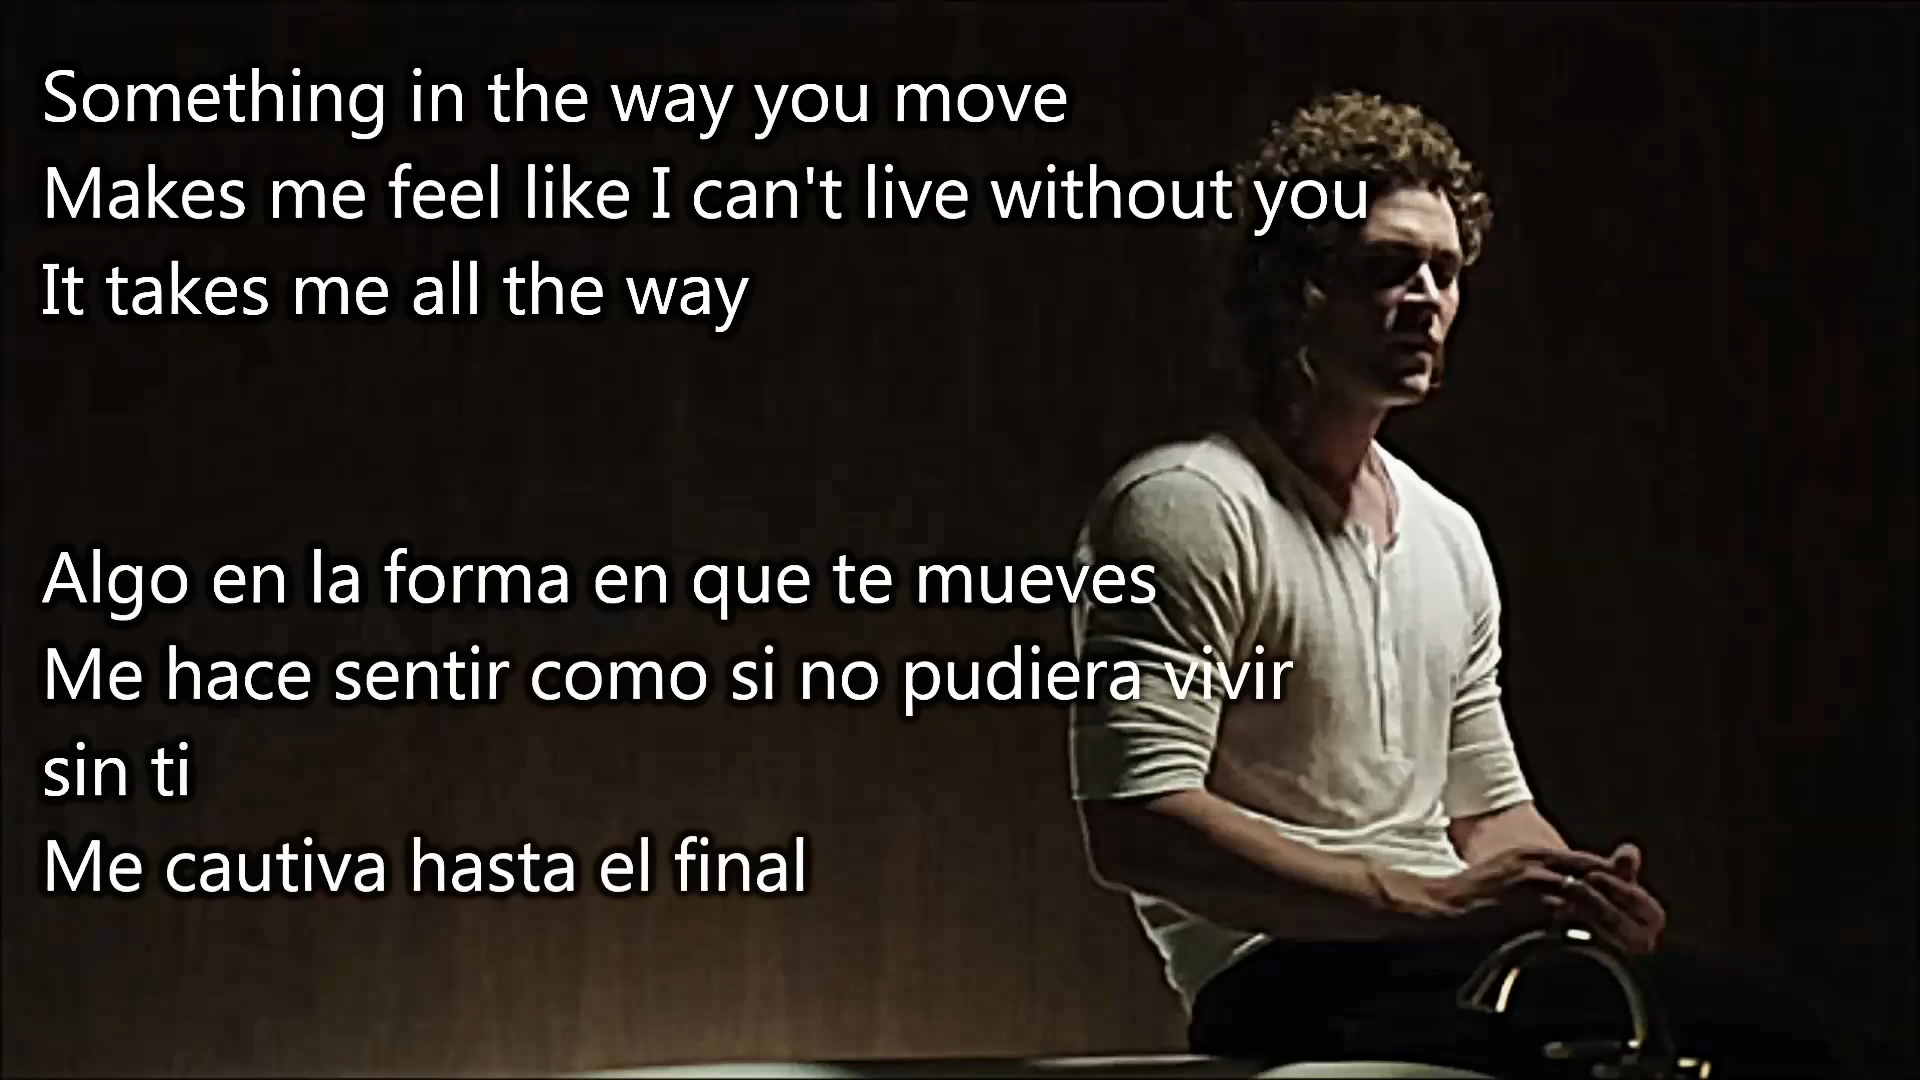 Something in the way you move
Makes me feel like I can't live without you
It takes me all the way
Algo en la forma en que te mueves
Me hace sentir como si no pudiera vivir
sin ti
Me cautiva hasta el final